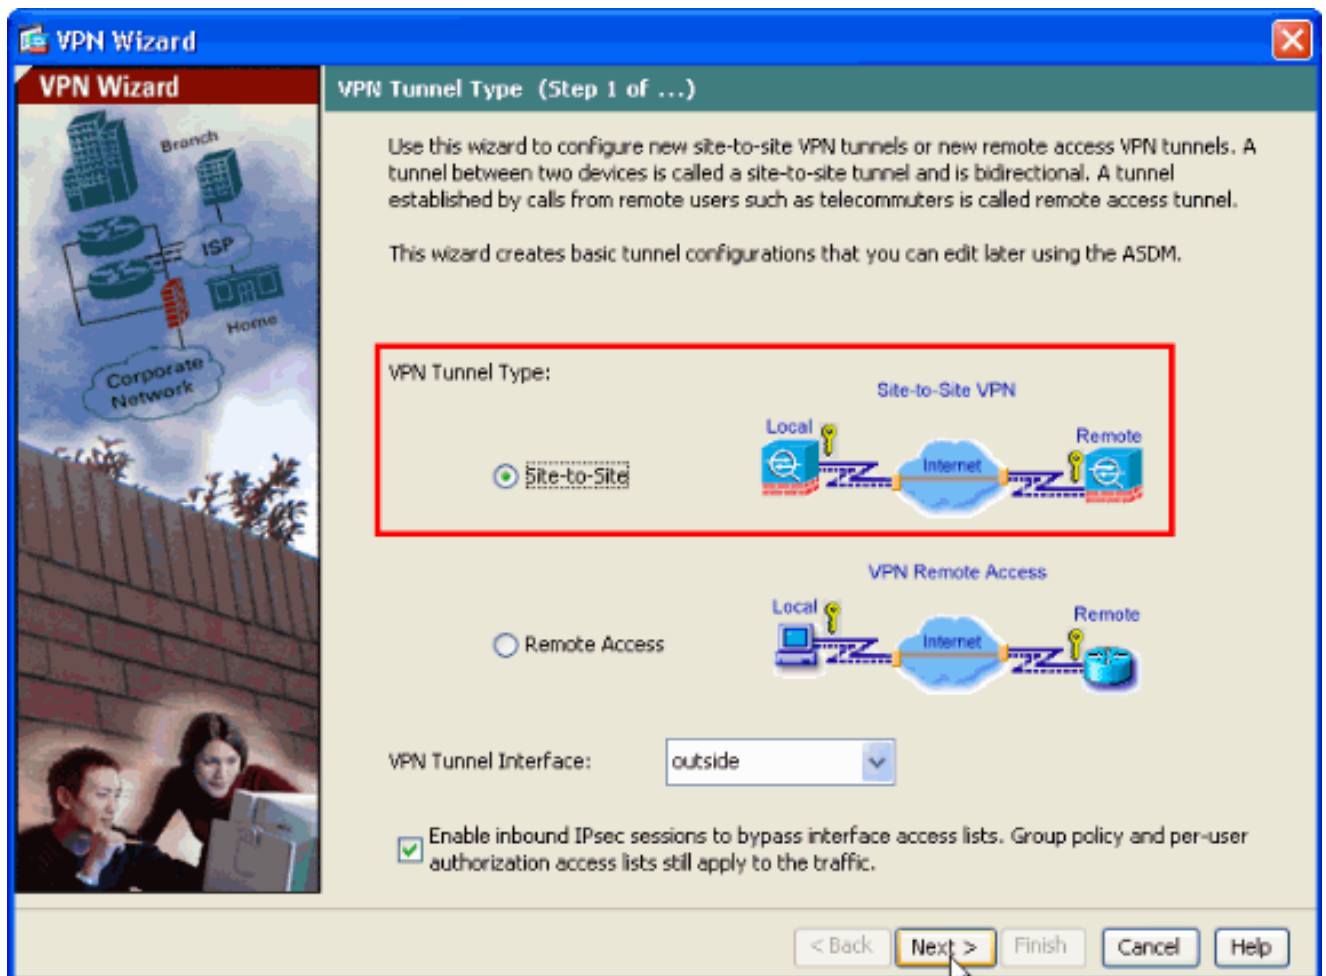 VPN Wizard
VPN Wizard
Branch
ISP
Home
Corporate
Network
VPN Tunnel Type (Step 1 of ...)
Use this wizard to configure new site-to-site VPN tunnels or new remote access VPN tunnels. A
tunnel between two devices is called a site-to-site tunnel and is bidirectional. A tunnel
established by calls from remote users such as telecommuters is called remote access tunnel.
This wizard creates basic tunnel configurations that you can edit later using the ASDM.
VPN Tunnel Type:
Site-to-Site VPN
Local
Remote
Internet
Site-to-Site
VPN Remote Access
Local
Remote
Internet
Remote Access
VPN Tunnel Interface:
outside
Enable inbound IPsec sessions to bypass interface access lists. Group policy and per-user
authorization access lists still apply to the traffic.
< Back
Next >
Finish
Cancel
Help